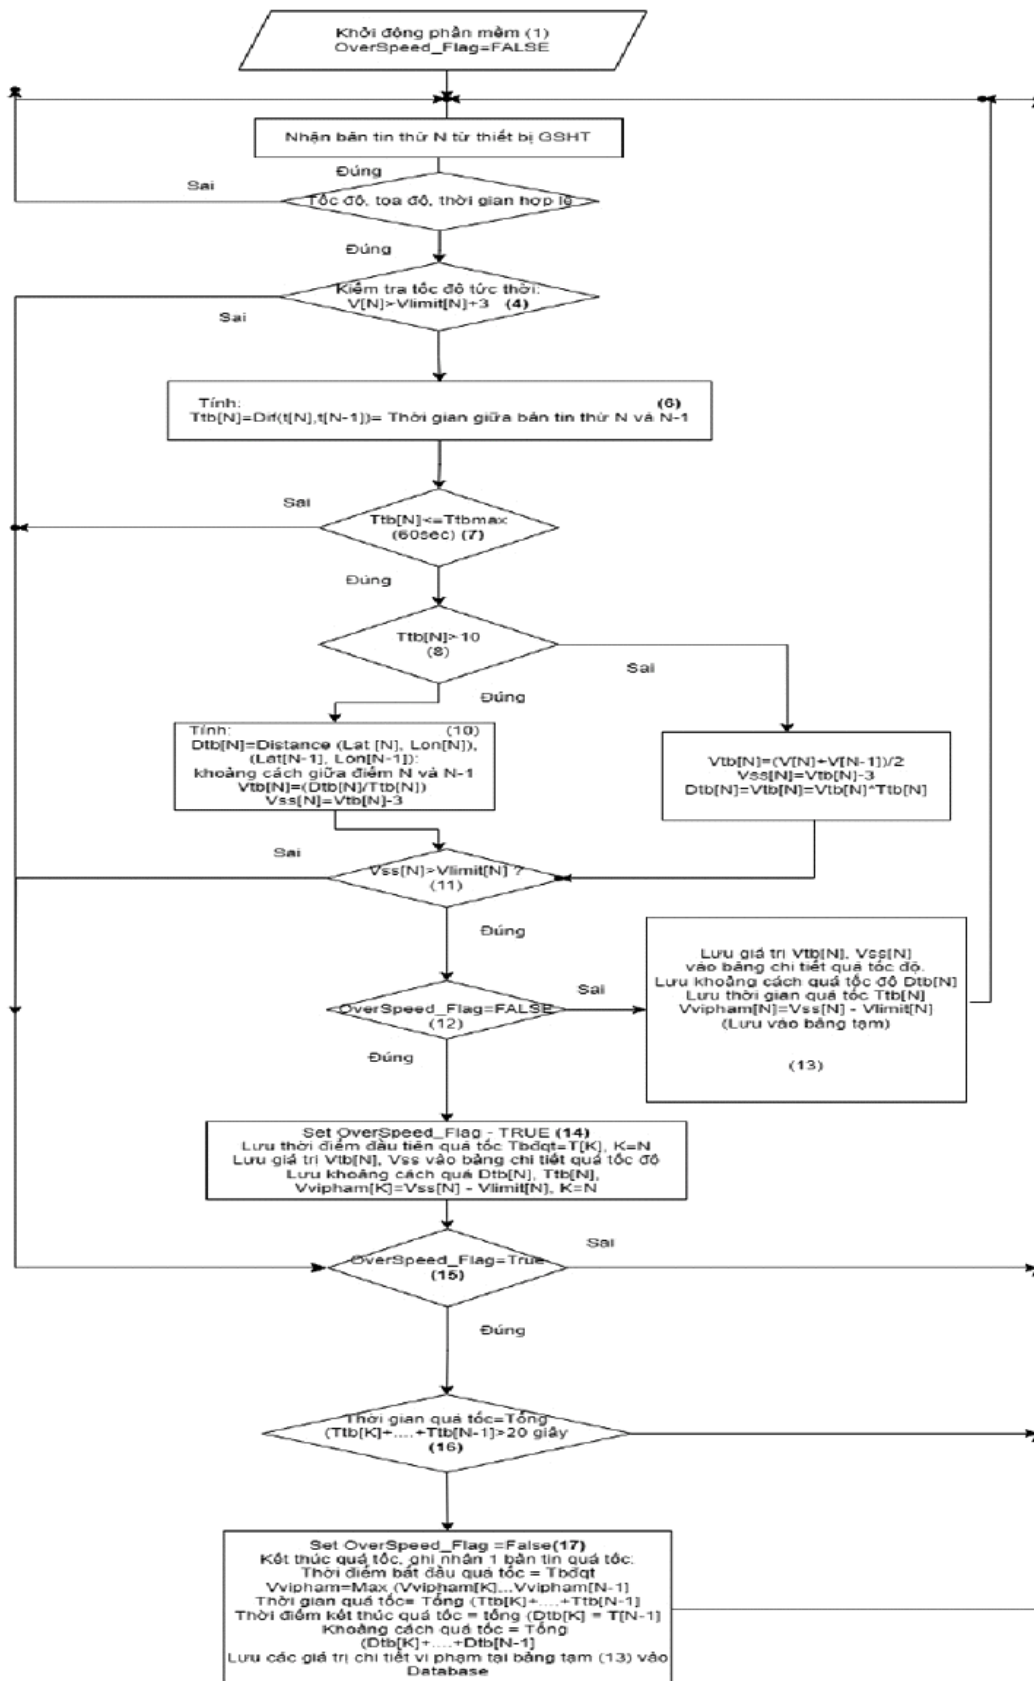 Khởi động phần mềm (1)
OverSpeed_Flag=FALSE
Nhận bản tin thứ N từ thiết bị GSHT
Đúng
Sai
Tốc độ, tọa độ, thời gian hợp lệ
Đúng
Kiểm tra tốc độ tức thời:
V[N]>Vlimit[N]+3 (4)
Sai
Tính: (6)
Ttb[N]=Dif(t[N],t[N-1])= Thời gian giữa bản tin thứ N và N-1
Sai
Ttb[N]<=Ttbmax
(60sec) (7)
Đúng
Ttb[N]>10
(8)
Sai
Đúng
Tính: (10)
Dtb[N]=Distance (Lat [N], Lon[N]),
(Lat[N-1], Lon[N-1]):
khoảng cách giữa điểm N và N-1
Vtb[N]=(Dtb[N]/Ttb[N])
Vss[N]=Vtb[N]-3
Vtb[N]=(V[N]+V[N-1])/2
Vss[N]=Vtb[N]-3
Dtb[N]=Vtb[N]=Vtb[N]*Ttb[N]
Sai
Vss[N]>Vlimit[N] ?
(11)
Đúng
OverSpeed_Flag=FALSE
(12)
Sai
Lưu giá trị Vtb[N], Vss[N]
vào bảng chi tiết quá tốc độ.
Lưu khoảng cách quá tốc độ Dtb[N]
Lưu thời gian quá tốc Ttb[N]
Vvipham[N]=Vss[N] - Vlimit[N]
(Lưu vào bảng tạm)
(13)
Đúng
Set OverSpeed_Flag - TRUE (14)
Lưu thời điểm đầu tiên quá tốc Tbđqt=T[K], K=N
Lưu giá trị Vtb[N], Vss vào bảng chi tiết quá tốc độ
Lưu khoảng cách quá Dtb[N], Ttb[N],
Vvipham[K]=Vss[N] - Vlimit[N], K=N
OverSpeed_Flag=True
(15)
Sai
Đúng
Thời gian quá tốc=Tổng
(Ttb[K]+....+Ttb[N-1]>20 giây
(16)
Set OverSpeed_Flag =False(17)
Kết thúc quá tốc, ghi nhận 1 bản tin quá tốc:
Thời điểm bắt đầu quá tốc = Tbđqt
Vvipham=Max (Vvipham[K]...Vvipham[N-1]
Thời gian quá tốc= Tổng (Ttb[K]+....+Ttb[N-1]
Thời điểm kết thúc quá tốc = tổng (Dtb[K] = T[N-1]
Khoảng cách quá tốc = Tổng
(Dtb[K]+....+Dtb[N-1]
Lưu các giá trị chi tiết vi phạm tại bảng tạm (13) vào
Database